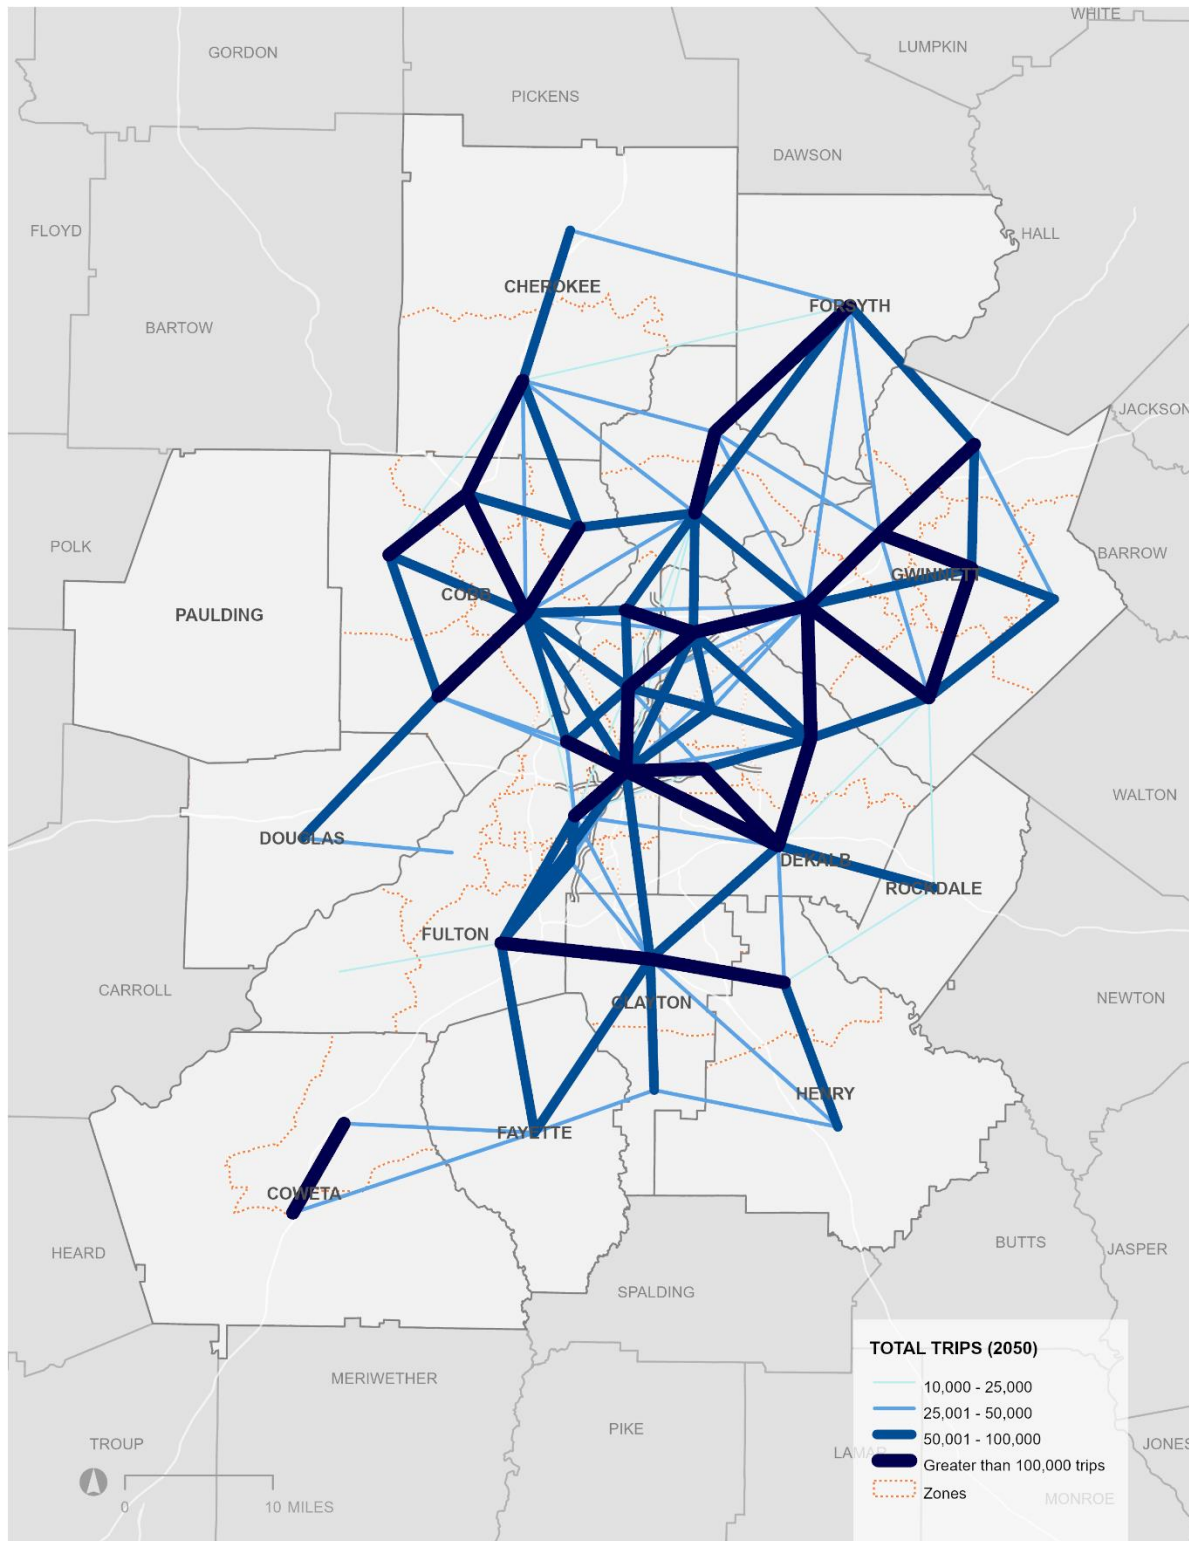 WHITE
LUMPKIN
GORDON
PICKENS
DAWSON
FLOYD
HALL
CHEROKEE
FORSYTH
BARTOW
JACKSON
POLK
BARROW
GWINNETT
COBB
PAULDING
WALTON
DOUGLAS
DEKALB
ROCKDALE
FULTON
CARROLL
NEWTON
CLAYTON
HENRY
FAYETTE
COWETA
BUTTS
JASPER
HEARD
SPALDING
TOTAL TRIPS (2050)
10,000 - 25,000
25,001 - 50,000
50,001 - 100,000
Greater than 100,000 trips
Zones
MERIWETHER
PIKE
TROUP
LAMAR
JONES
MONROE
0 10 MILES